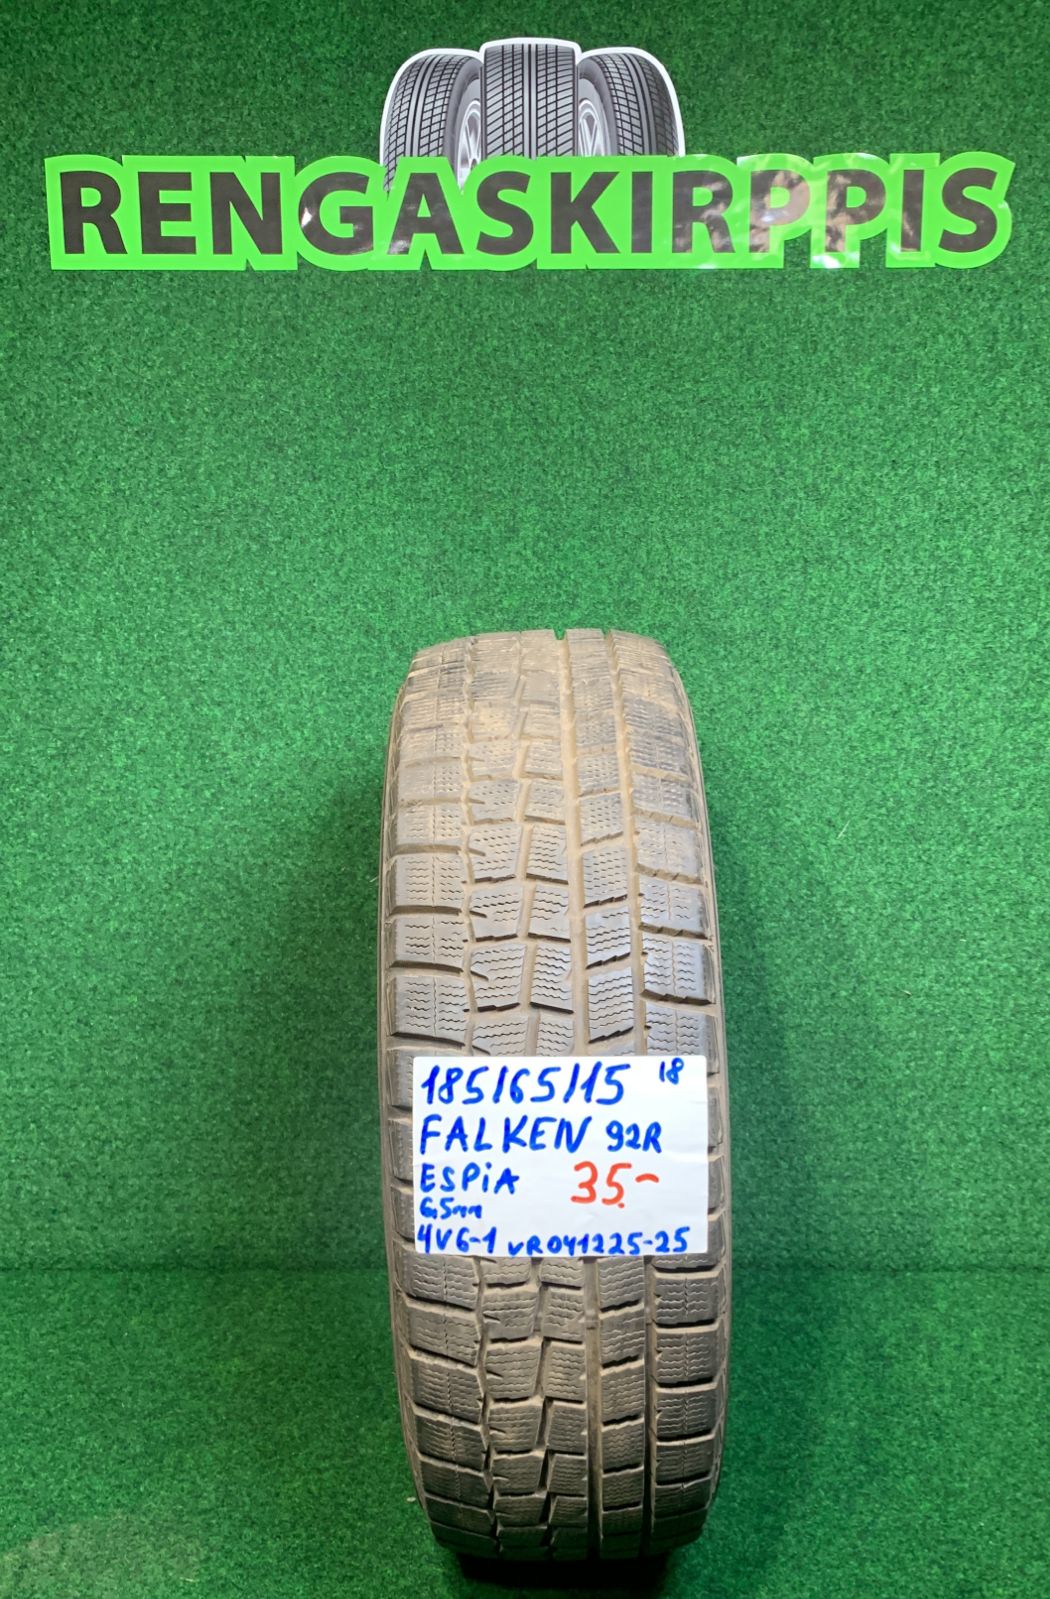 RENGASKIRPPIS
185/65/15 18
FALKEN 92R
ESPiA 35.-
6,5mm
4V6-1 VR041225-25